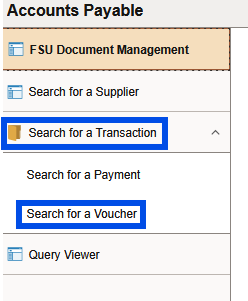 Accounts Payable
FSU Document Management
Search for a Supplier
Search for a Transaction
Search for a Payment
Search for a Voucher
Query Viewer